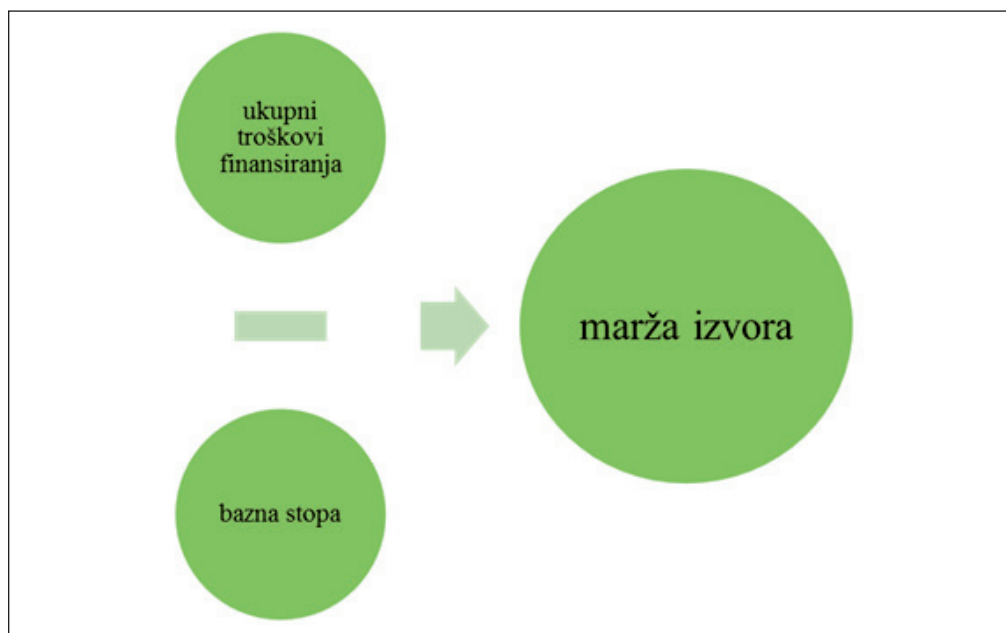 ukupni
troškovi
finansiranja
marža izvora
bazna stopa